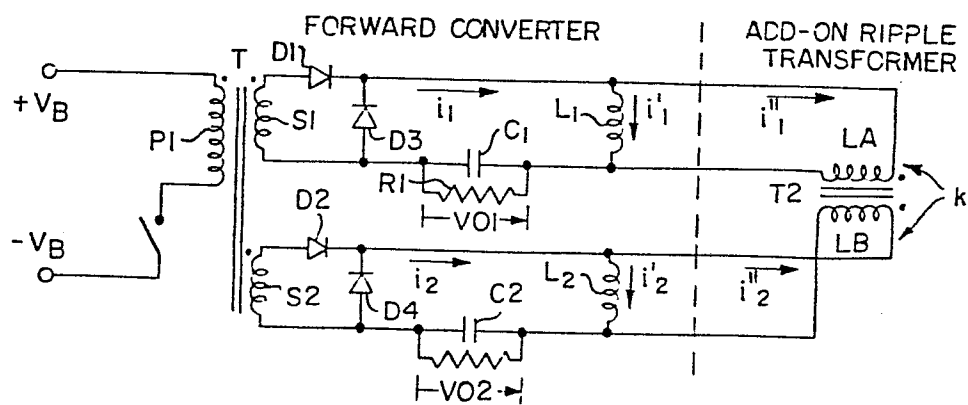 FORWARD CONVERTER
ADD-ON RIPPLE
TRANSFORMER
T
D1
+VB
P1
S1
D3
i1
C1
L1
i'1
i"1
LA
R1
VO1
T2
k
D2
-VB
S2
D4
i2
C2
L2
i'2
i"2
LB
VO2